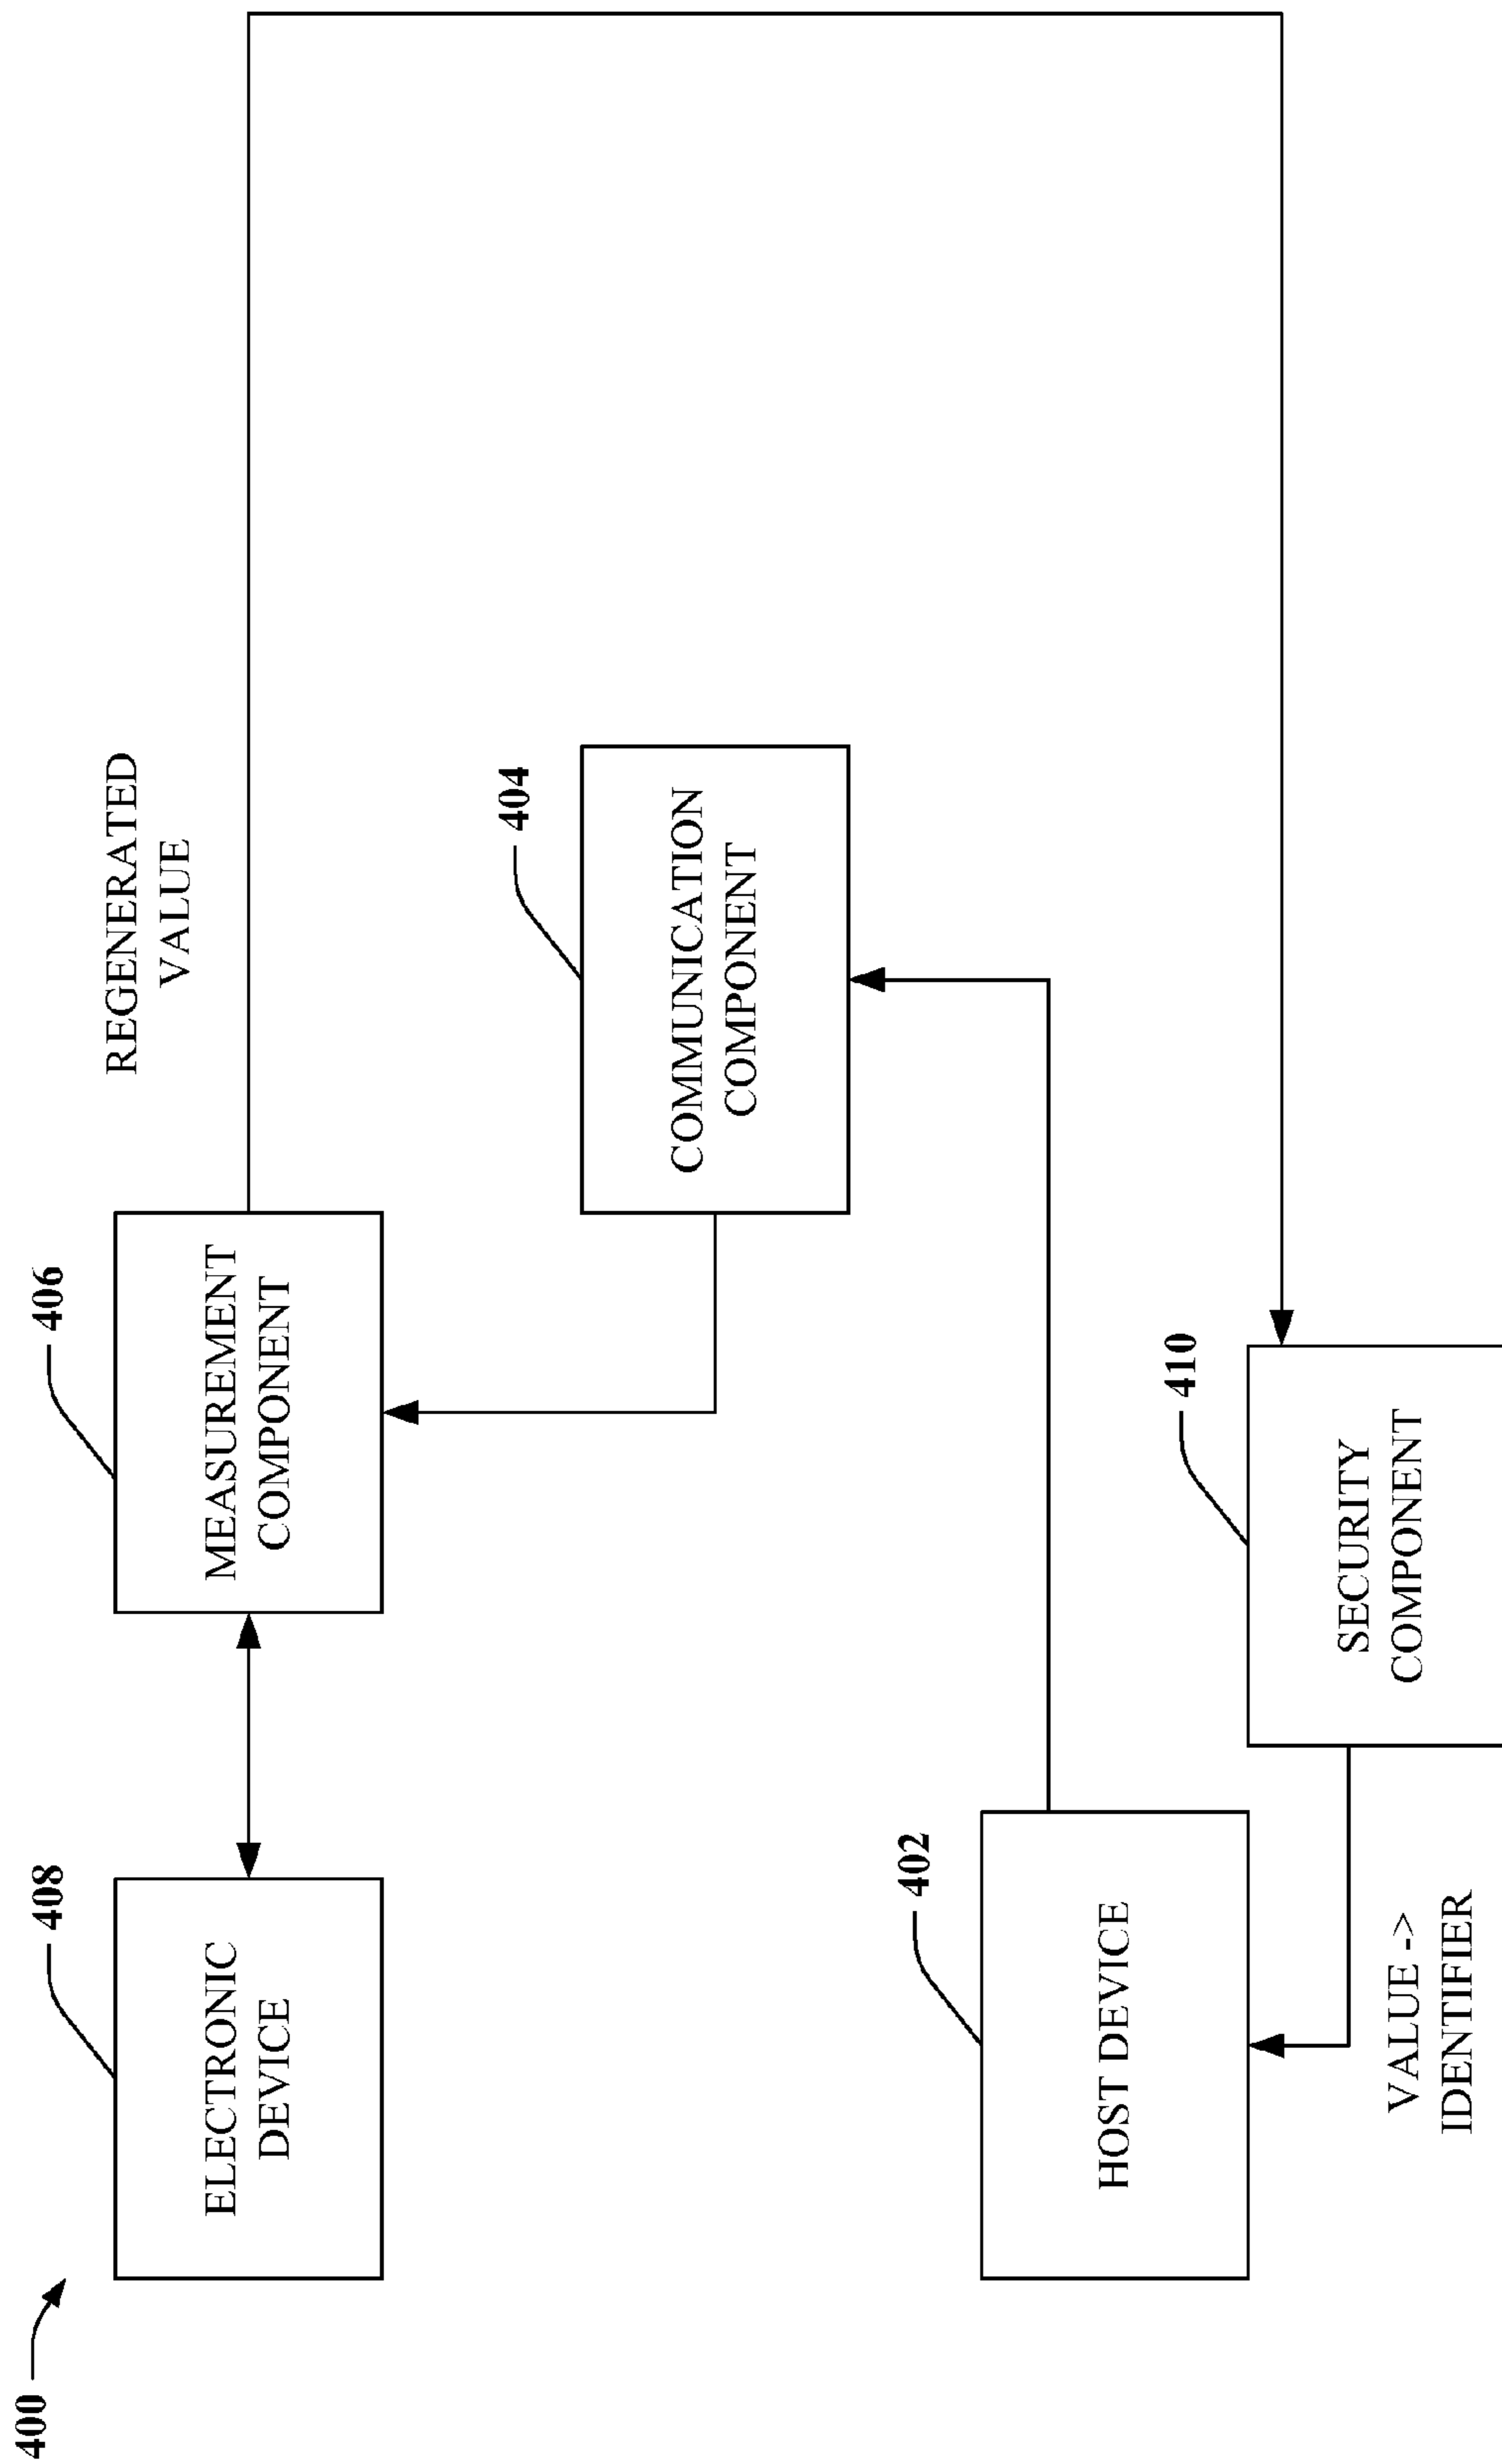 400
408
ELECTRONIC
DEVICE
406
MEASUREMENT
COMPONENT
REGENERATED
VALUE
404
COMMUNICATION
COMPONENT
402
HOST DEVICE
410
SECURITY
COMPONENT
VALUE ->
IDENTIFIER